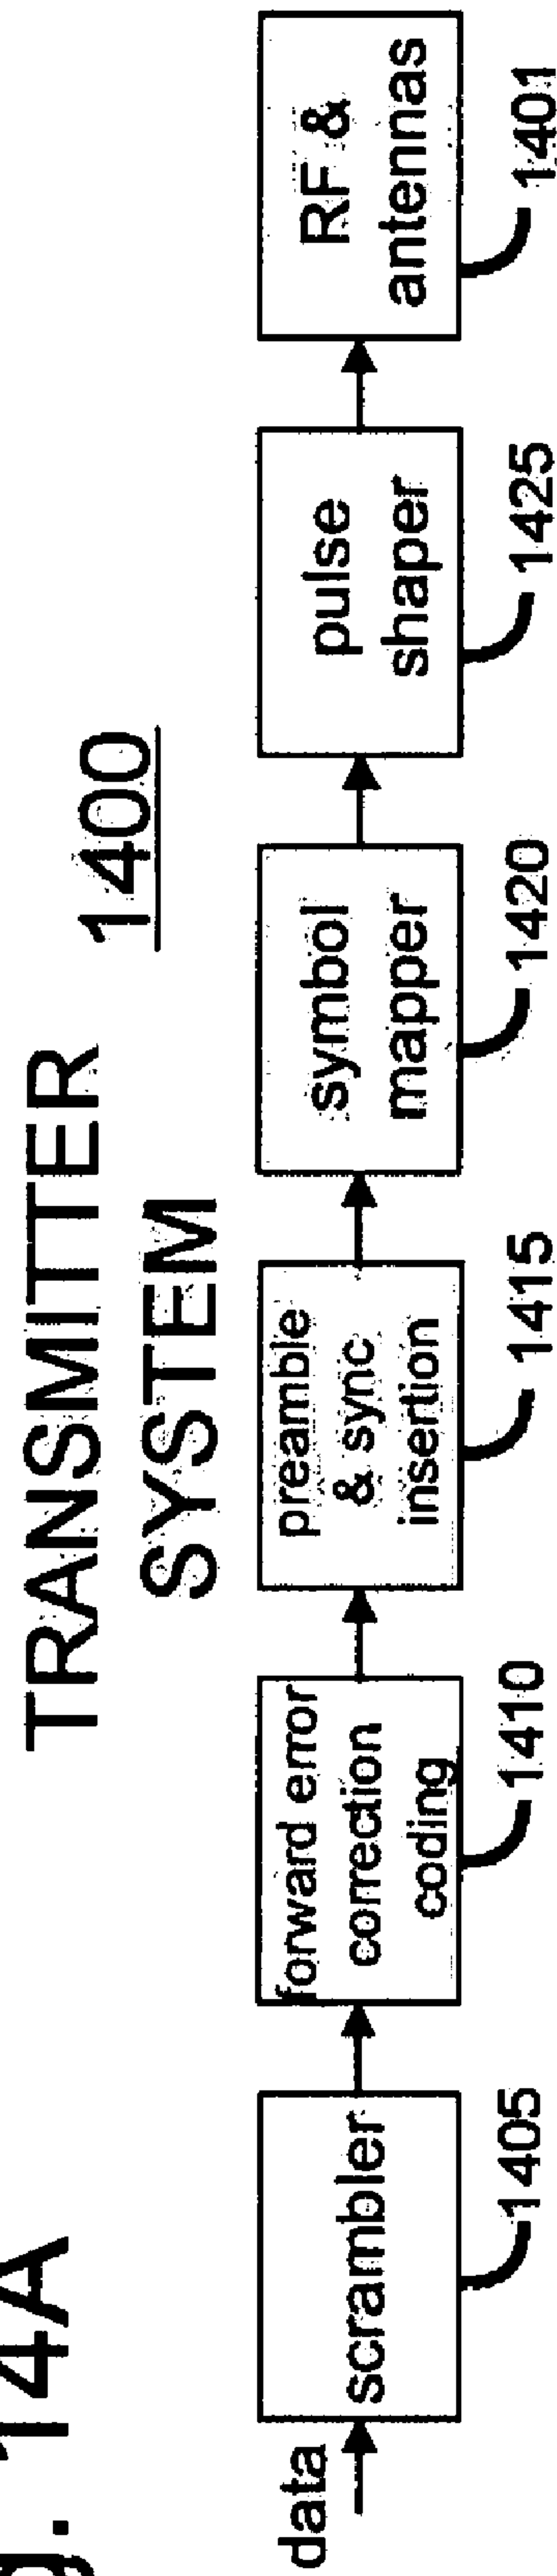 g. 14A
TRANSMITTER
SYSTEM
1400
data
scrambler
1405
forward error
correction
coding
1410
preamble
& sync
insertion
1415
symbol
mapper
1420
pulse
shaper
1425
RF &
antennas
1401